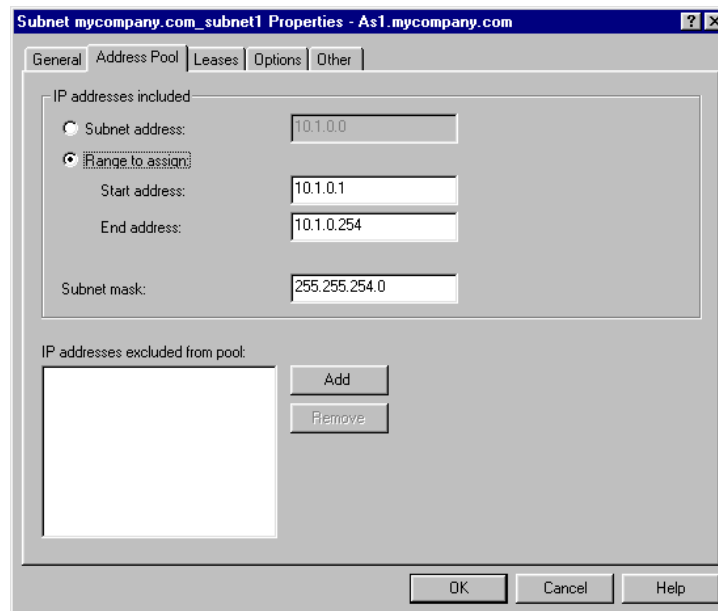 Subnet mycompany.com_subnet1 Properties - As1.mycompany.com
General Address Pool Leases Options Other
IP addresses included
Subnet address: 10.1.0.0
Range to assign:
Start address: 10.1.0.1
End address: 10.1.0.254
Subnet mask: 255.255.254.0
IP addresses excluded from pool:
Add
Remove
OK Cancel Help